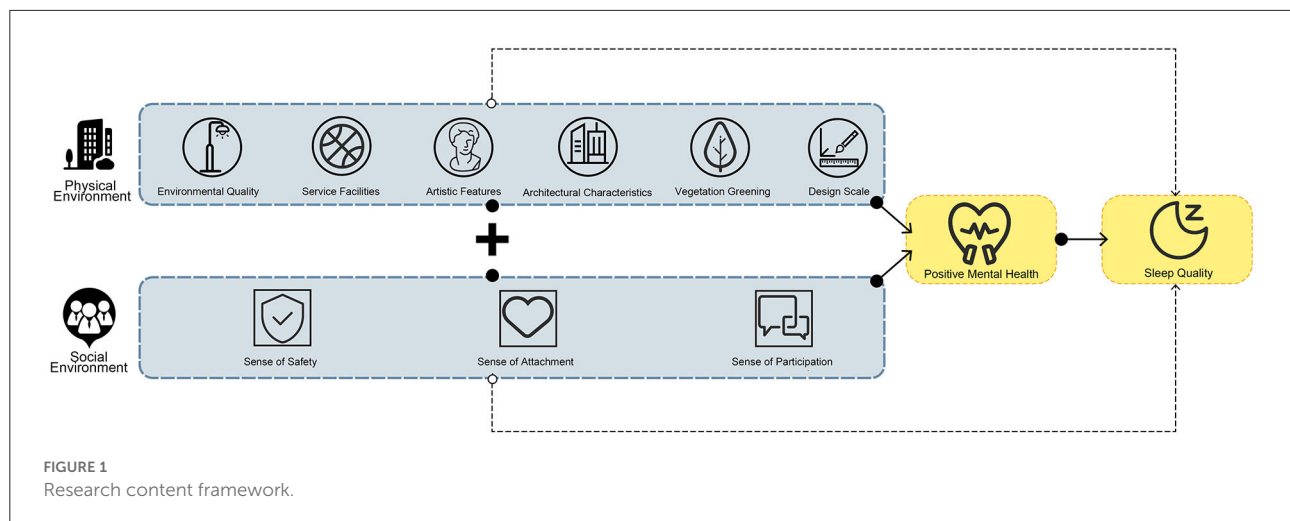 Physical
Environment
Environmental Quality
Service Facilities
Artistic Features
Architectural Characteristics
Vegetation Greening
Design Scale
+
Social
Environment
Sense of Safety
Sense of Attachment
Sense of Participation
Positive Mental Health
Z
Sleep Quality
FIGURE 1
Research content framework.